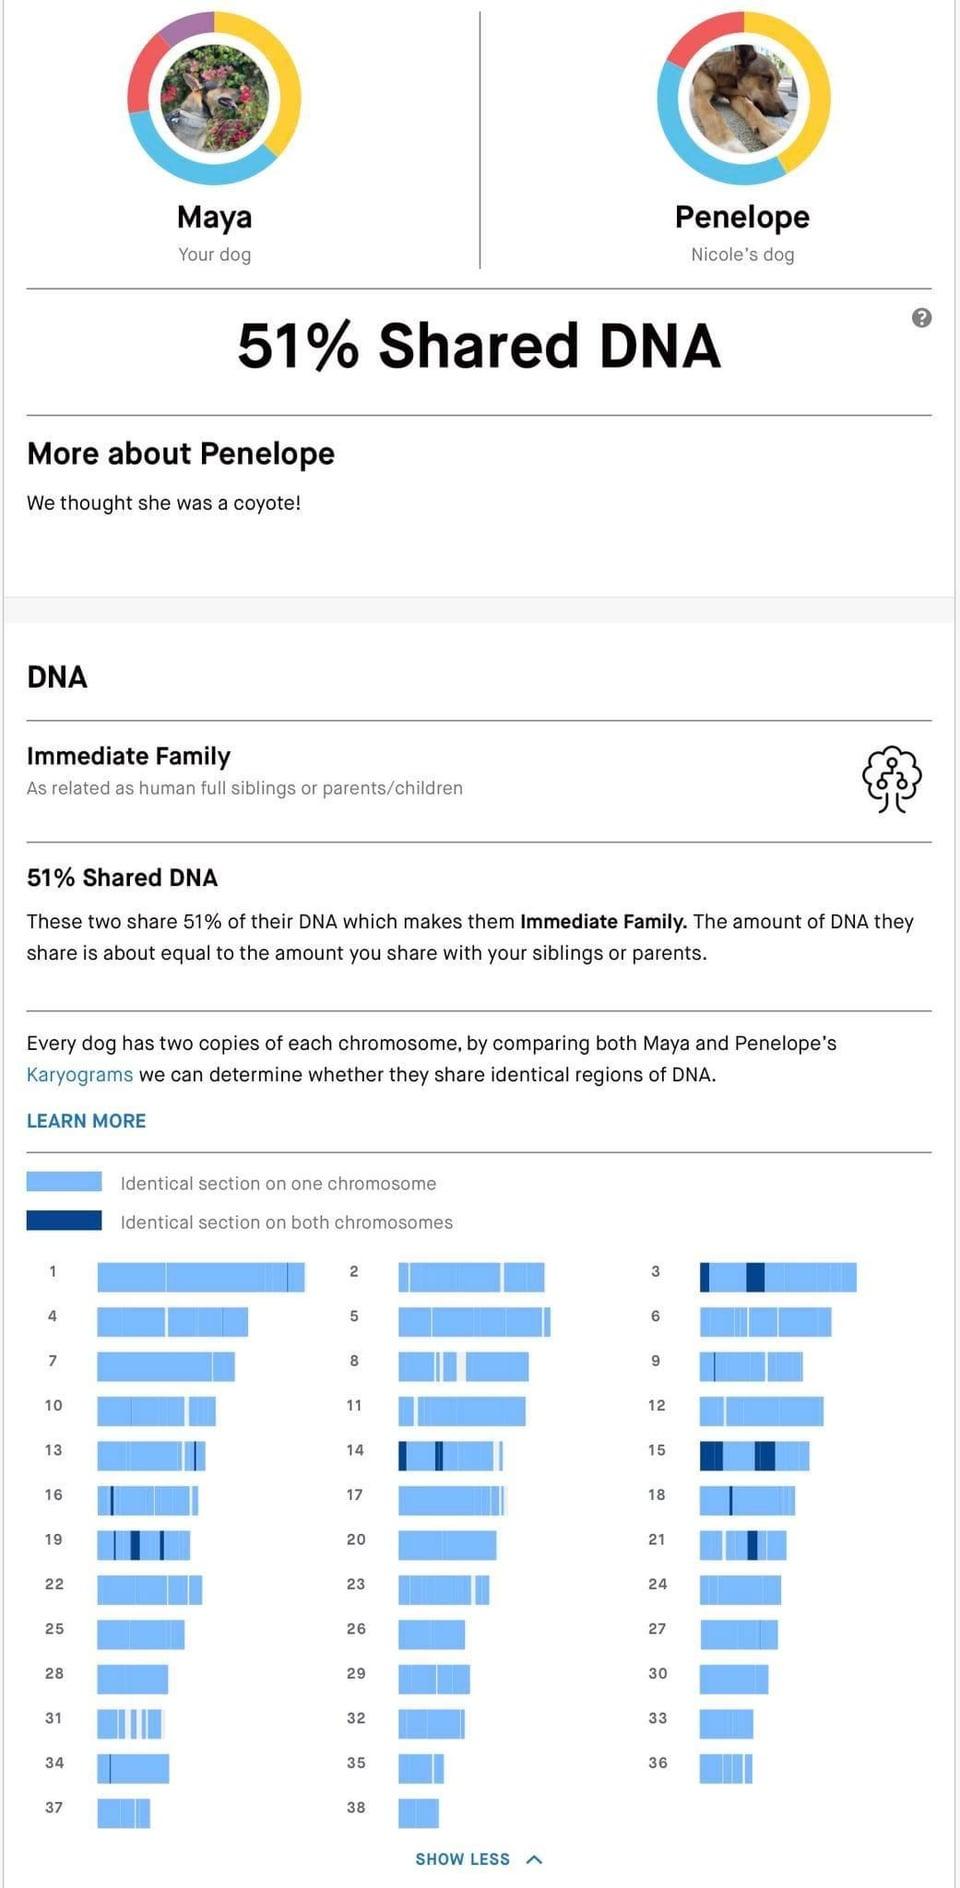 Maya
Your dog
Penelope
Nicole's dog
51% Shared DNA
?
More about Penelope
We thought she was a coyote!
DNA
Immediate Family
As related as human full siblings or parents/children
51% Shared DNA
These two share 51% of their DNA which makes them Immediate Family. The amount of DNA they
share is about equal to the amount you share with your siblings or parents.
Every dog has two copies of each chromosome, by comparing both Maya and Penelope's
Karyograms we can determine whether they share identical regions of DNA.
LEARN MORE
Identical section on one chromosome
Identical section on both chromosomes
1 2 3
4 5 6
7 8 9
10 11 12
13 14 15
16 17 18
19 20 21
22 23 24
25 26 27
28 29 30
31 32 33
34 35 36
37 38
SHOW LESS